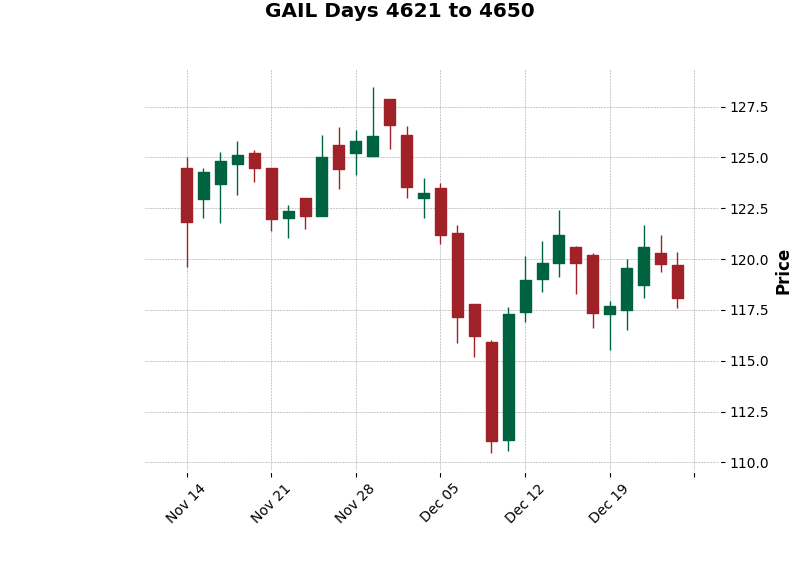 GAIL Days 4621 to 4650
127.5
125.0
122.5
120.0
117.5
115.0
112.5
110.0
Price
Nov 14
Nov 21
Nov 28
Dec 05
Dec 12
Dec 19